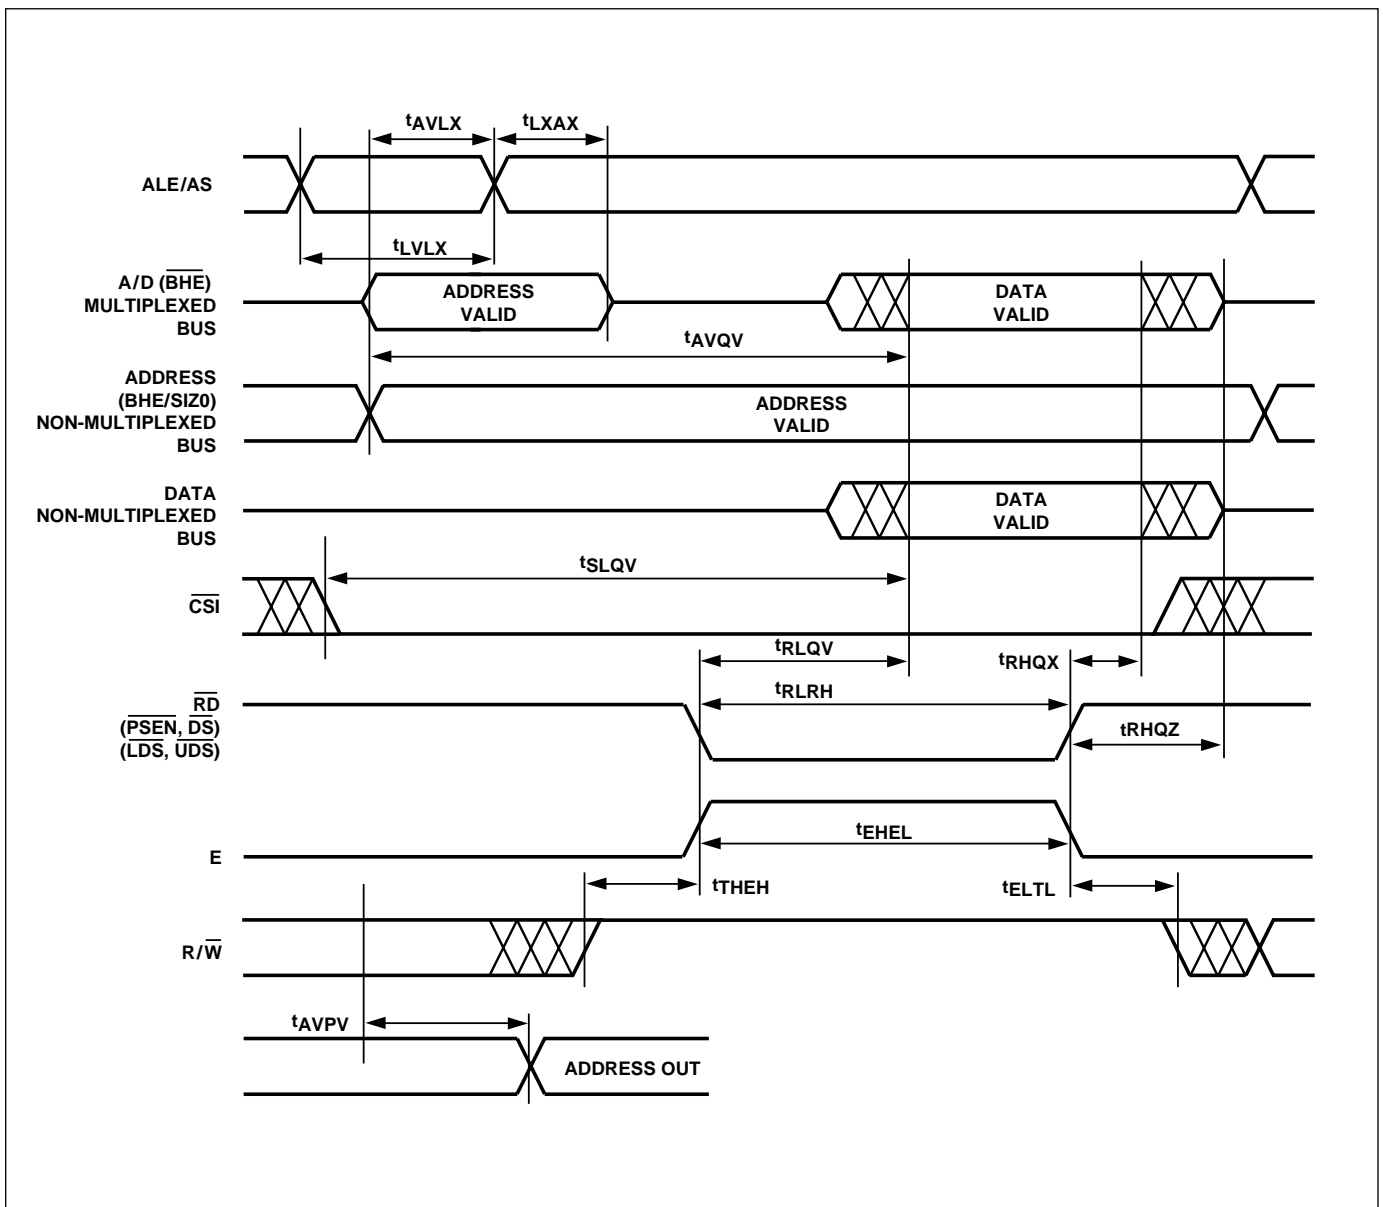 tAVLX
tLXAX
ALE/AS
tLVLX
A/D (BHE)
MULTIPLEXED
BUS
ADDRESS
VALID
DATA
VALID
tAVQV
ADDRESS
(BHE/SIZ0)
NON-MULTIPLEXED
BUS
ADDRESS
VALID
DATA
NON-MULTIPLEXED
BUS
DATA
VALID
tSLQV
CSI
tRLQV
tRHQX
tRLRH
RD
(PSEN, DS)
(LDS, UDS)
tRHQZ
tEHEL
E
tTHEH
tELTL
R/W
tAVPV
ADDRESS OUT